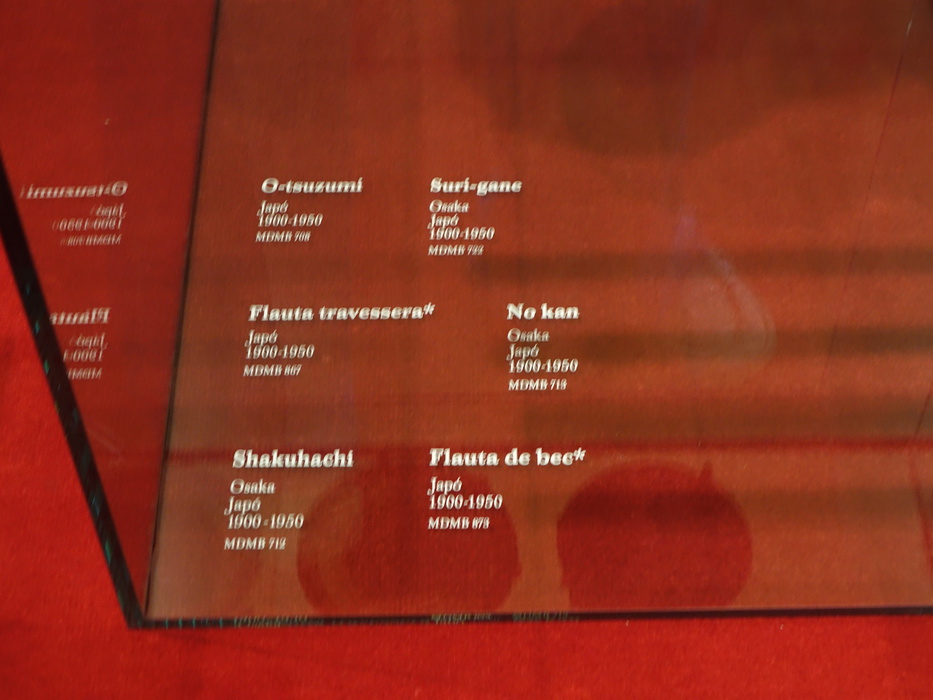 O-tsuzumi
Japó
1900-1950
MDMB 708
Suri-gane
Osaka
Japó
1900-1950
MDMB 722
Flauta travessera*
Japó
1900-1950
MDMB 867
No kan
Osaka
Japó
1900-1950
MDMB 713
Shakuhachi
Osaka
Japó
1900-1950
MDMB 712
Flauta de bec*
Japó
1900-1950
MDMB 873